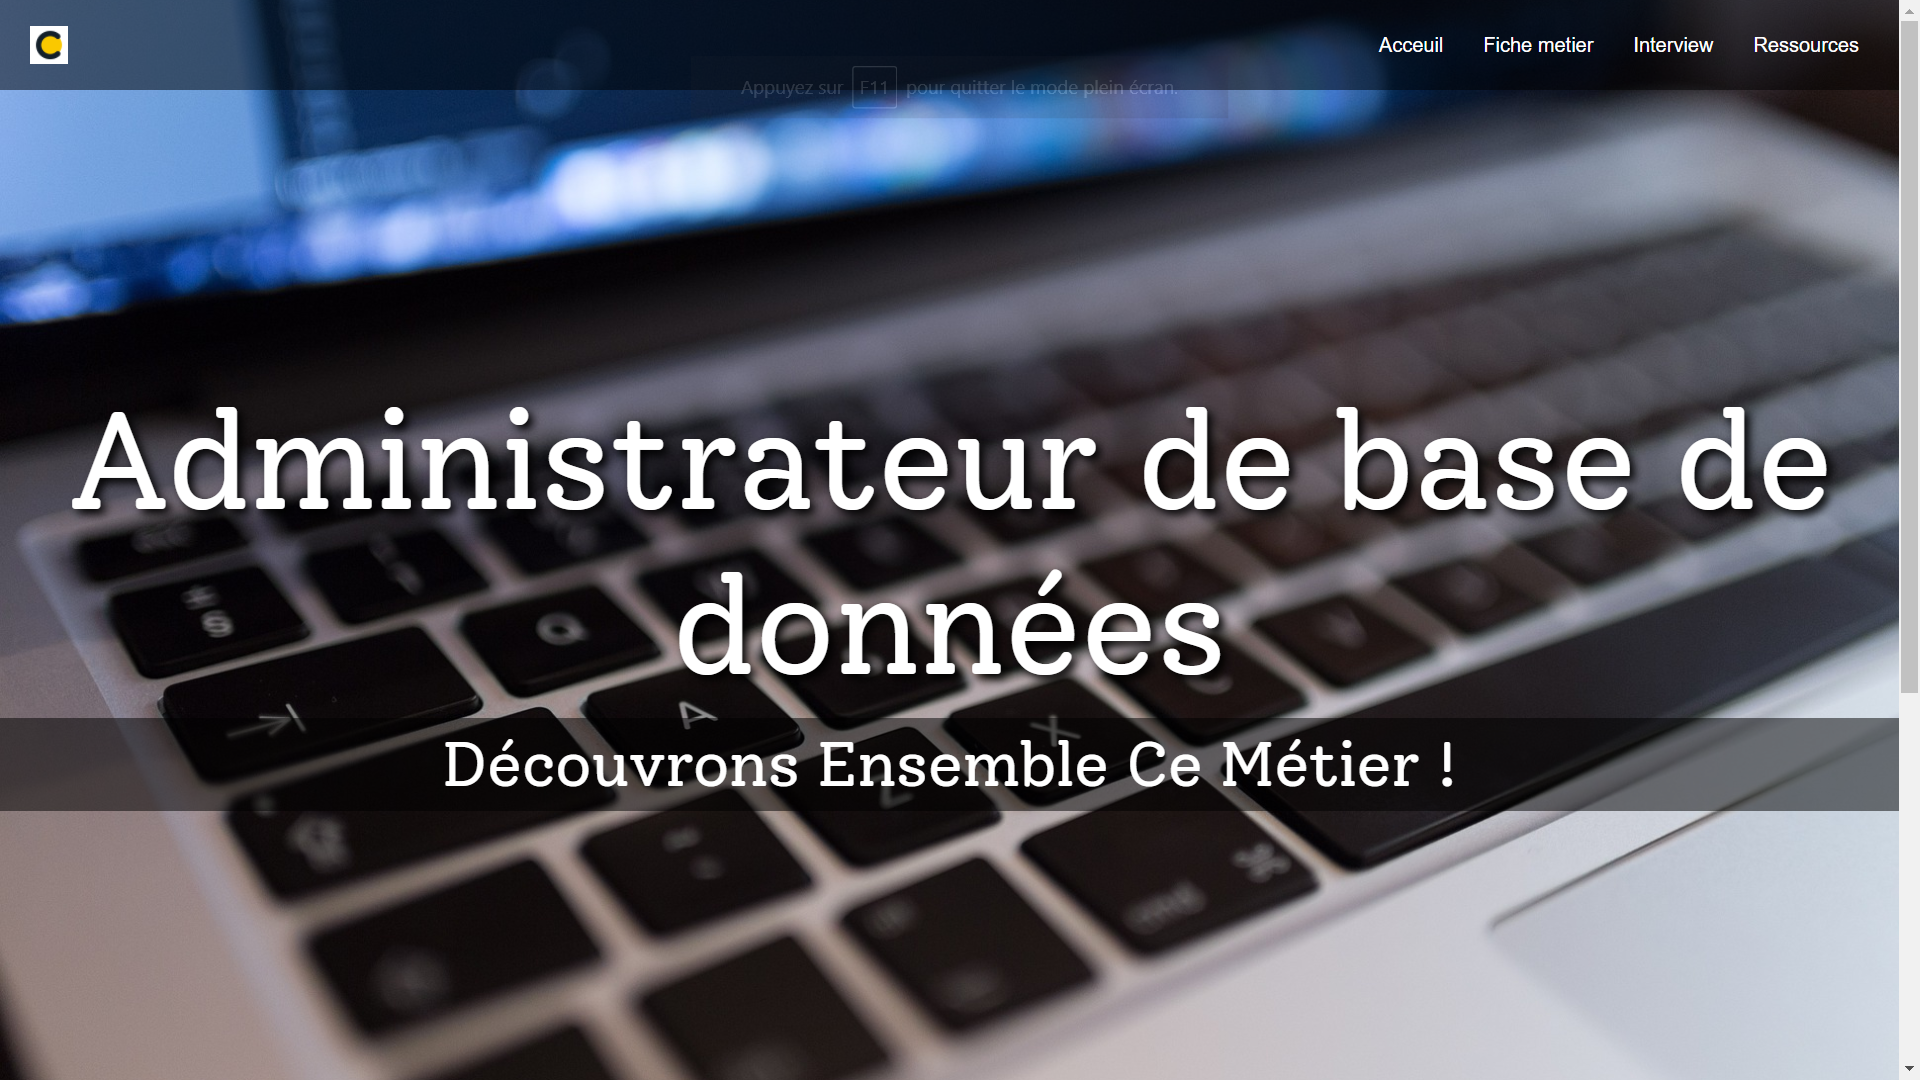 Acceuil Fiche metier Interview Ressources
Appuyez sur F11 pour quitter le mode plein écran.
Administrateur de base de
données
Découvrons Ensemble Ce Métier !
A